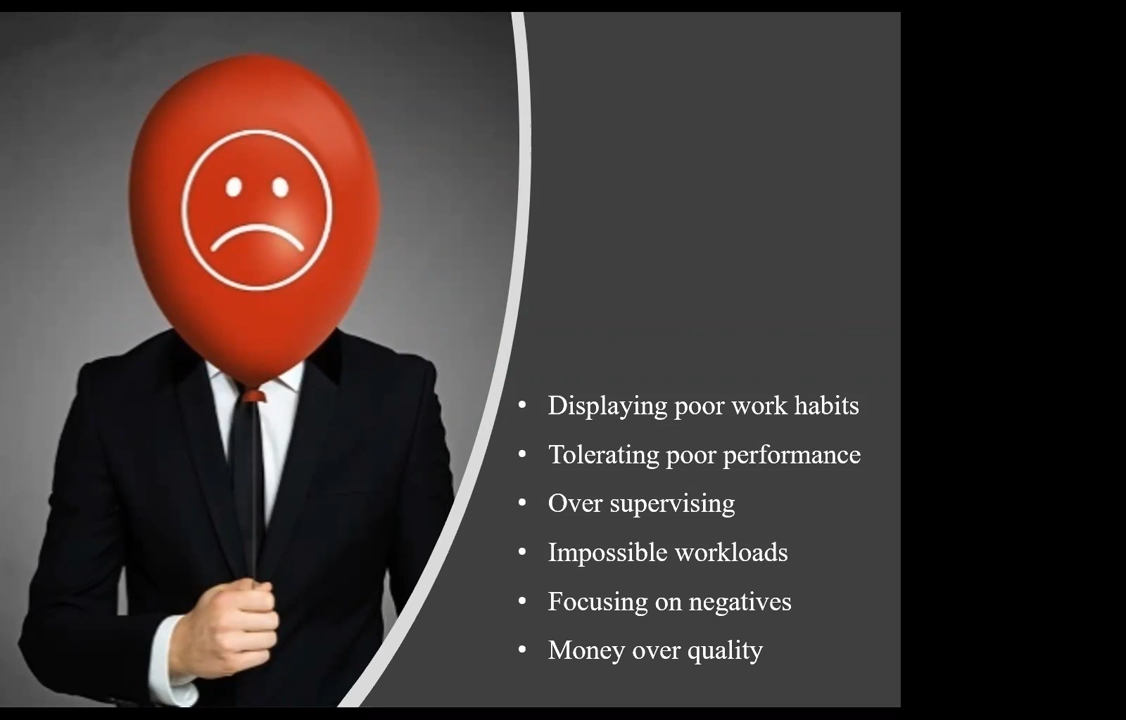 • Displaying poor work habits
• Tolerating poor performance
• Over supervising
• Impossible workloads
• Focusing on negatives
• Money over quality